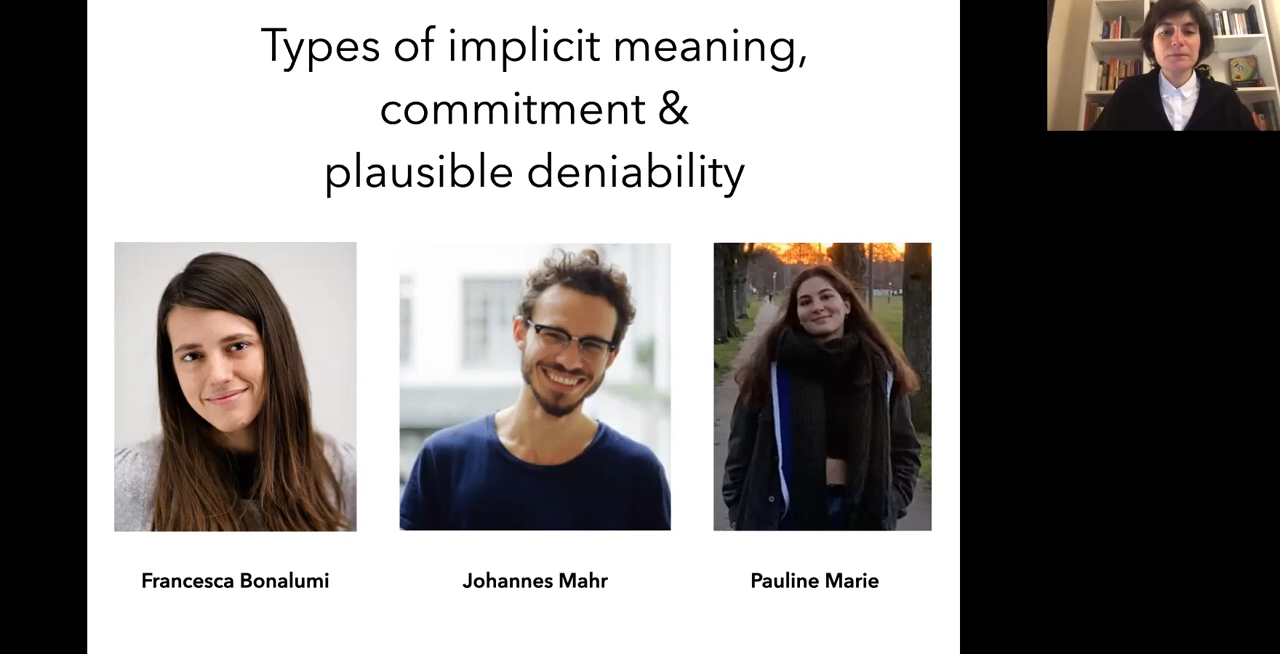 Types of implicit meaning,
commitment &
plausible deniability
Francesca Bonalumi
Johannes Mahr
Pauline Marie